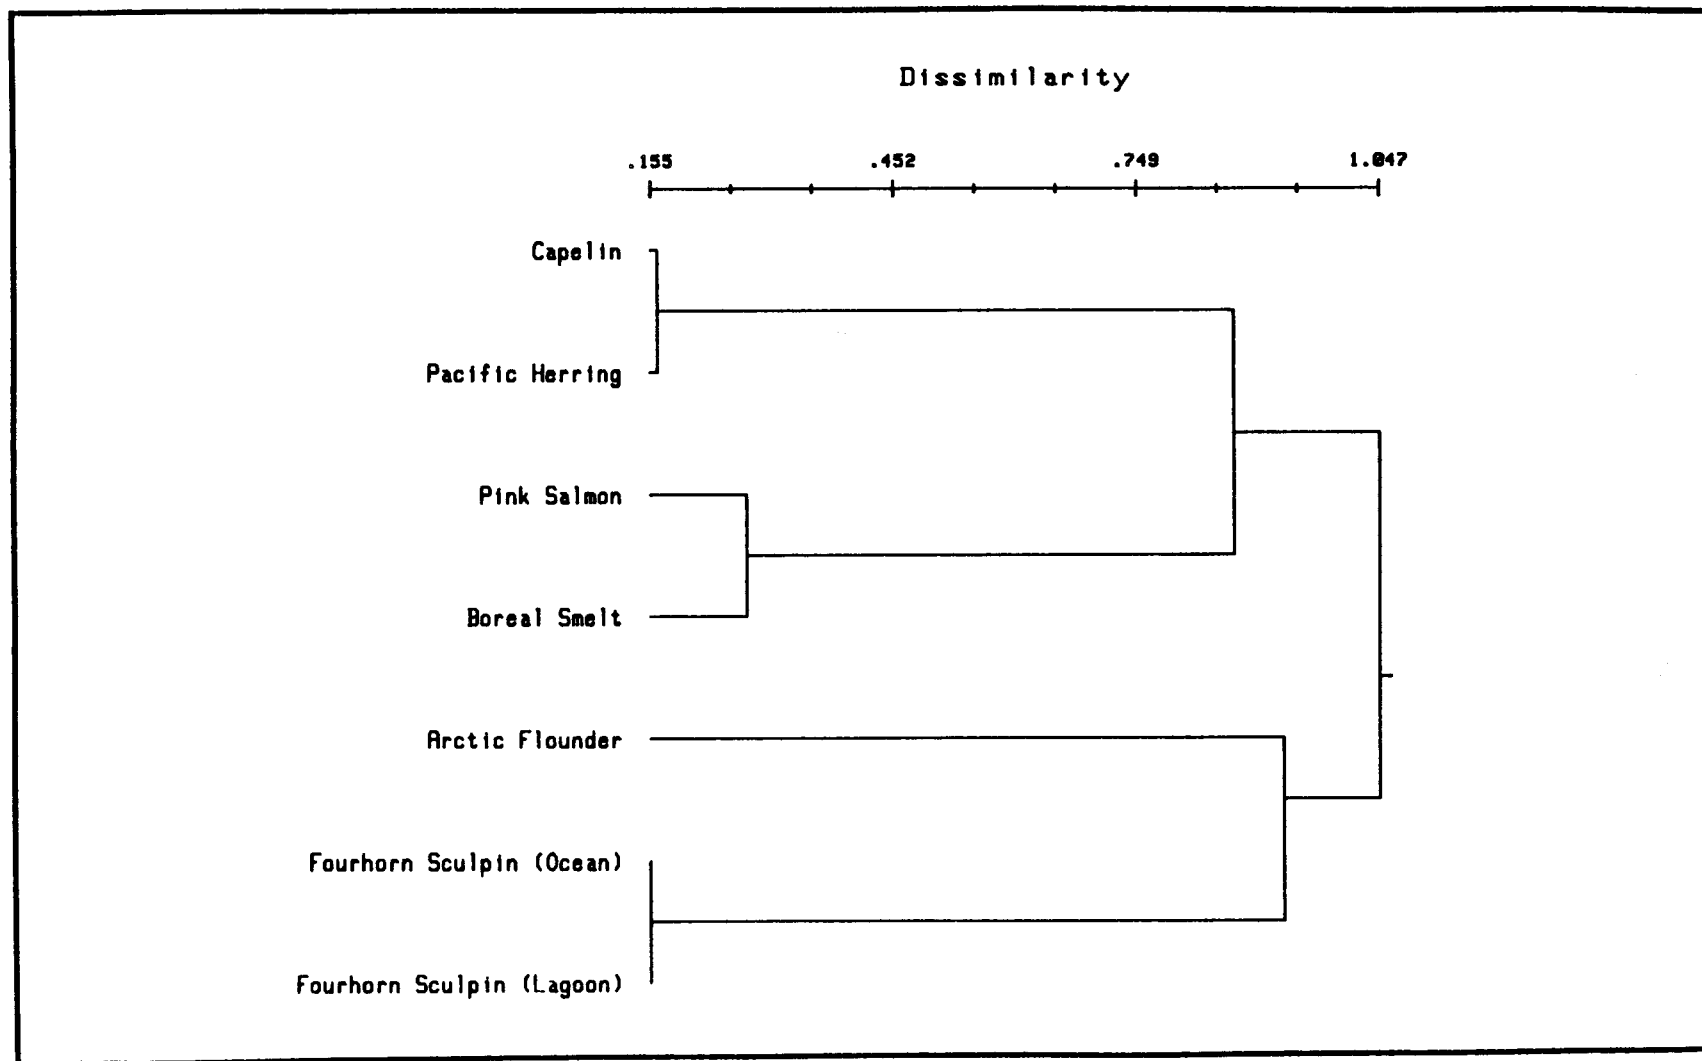 Dissimilarity
.155 .452 .749 1.047
Capelin
Pacific Herring
Pink Salmon
Boreal Smelt
Arctic Flounder
Fourhorn Sculpin (Ocean)
Fourhorn Sculpin (Lagoon)